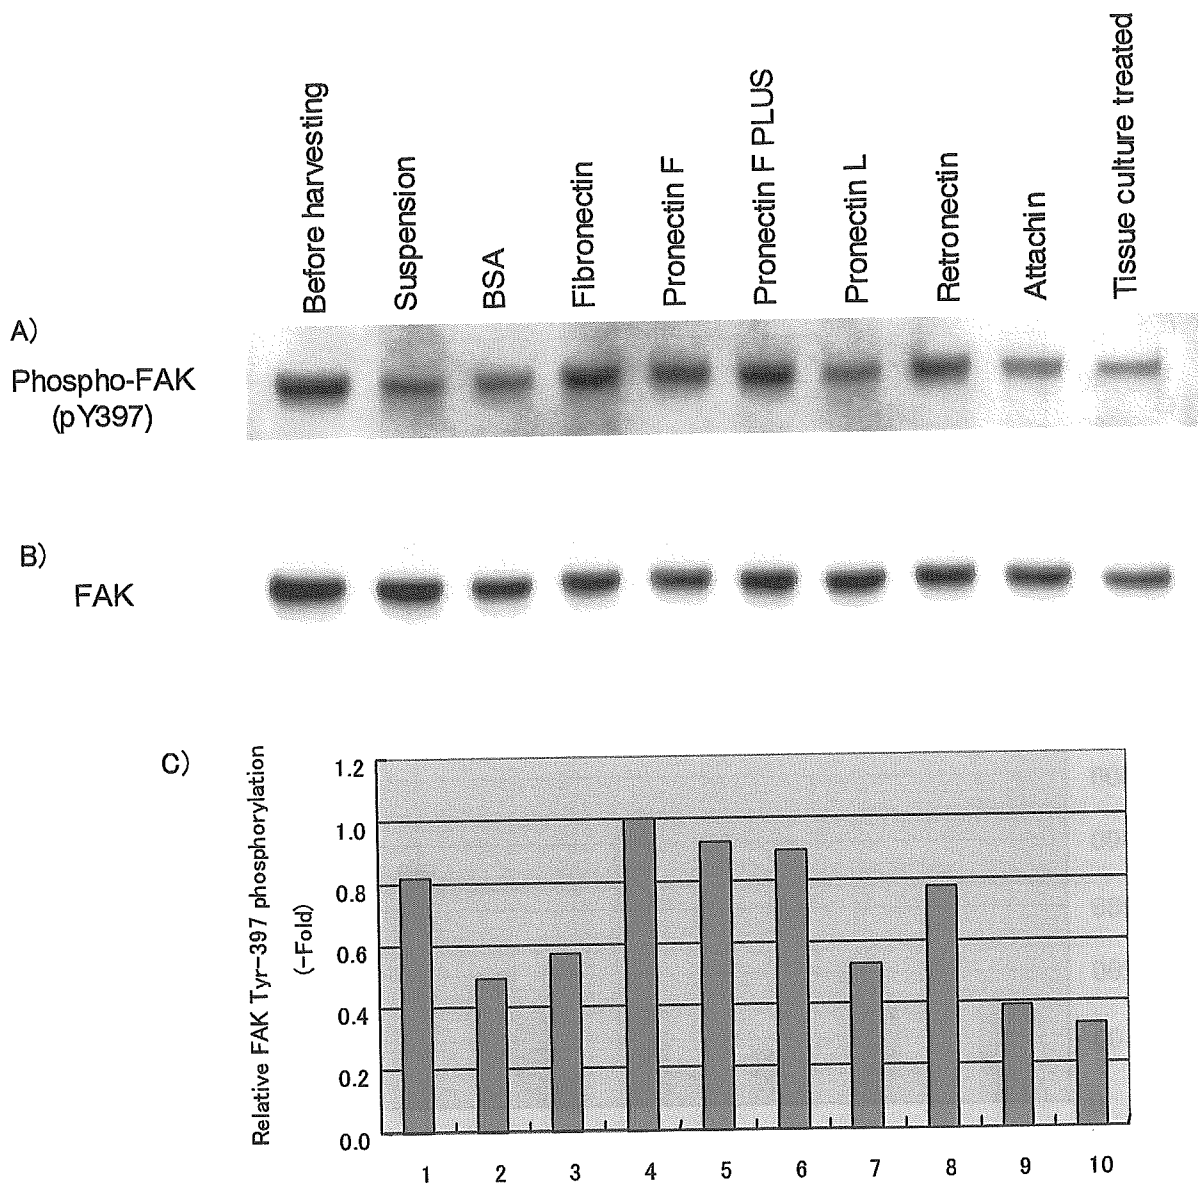 Before harvesting
Suspension
BSA
Fibronectin
Pronectin F
Pronectin F PLUS
Pronectin L
Retronectin
Attachin
Tissue culture treated
A)
Phospho-FAK
(pY397)
B)
FAK
C)
Relative FAK Tyr-397 phosphorylation
(-Fold)
1.2
1.0
0.8
0.6
0.4
0.2
0.0
1 2 3 4 5 6 7 8 9 10